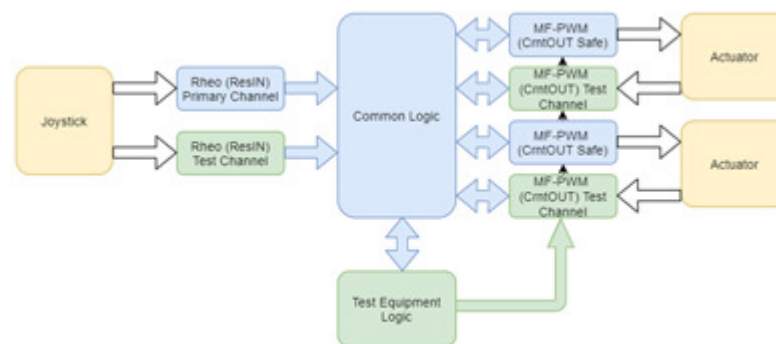 Joystick
Rheo (ResIN)
Primary Channel
Rheo (ResIN)
Test Channel
Common Logic
MF-PWM
(CrntOUT Safe)
MF-PWM
(CrntOUT) Test
Channel
MF-PWM
(CrntOUT Safe)
MF-PWM
(CrntOUT) Test
Channel
Actuator
Actuator
Test Equipment
Logic